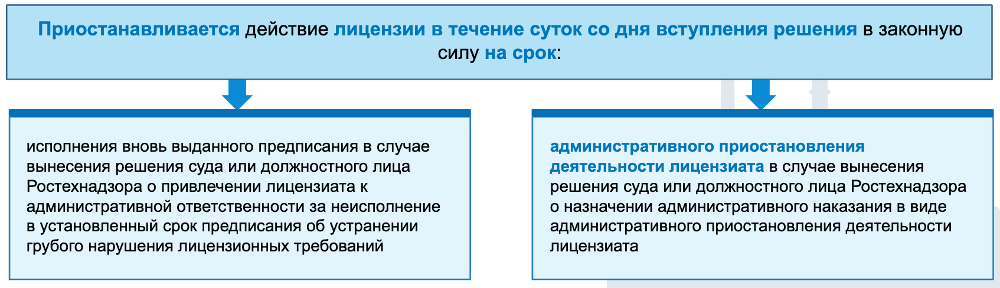 Приостанавливается действие лицензии в течение суток со дня вступления решения в законную
силу на срок:
исполнения вновь выданного предписания в случае
вынесения решения суда или должностного лица
Ростехнадзора о привлечении лицензиата к
административной ответственности за неисполнение
в установленный срок предписания об устранении
грубого нарушения лицензионных требований
административного приостановления
деятельности лицензиата в случае вынесения
решения суда или должностного лица Ростехнадзора
о назначении административного наказания в виде
административного приостановления деятельности
лицензиата